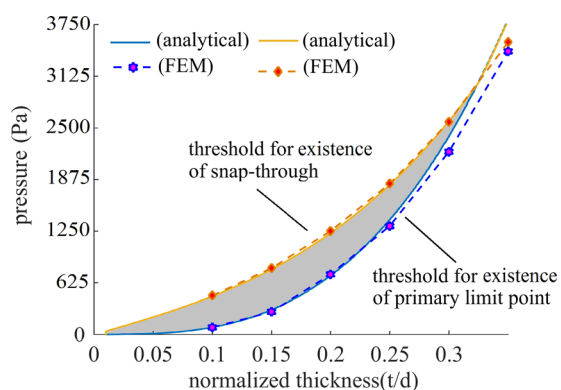 3750
3125
2500
1875
1250
625
0
pressure (Pa)
(analytical)
(analytical)
(FEM)
(FEM)
threshold for existence
of snap-through
threshold for existence
of primary limit point
0 0.05 0.1 0.15 0.2 0.25 0.3
normalized thickness(t/d)